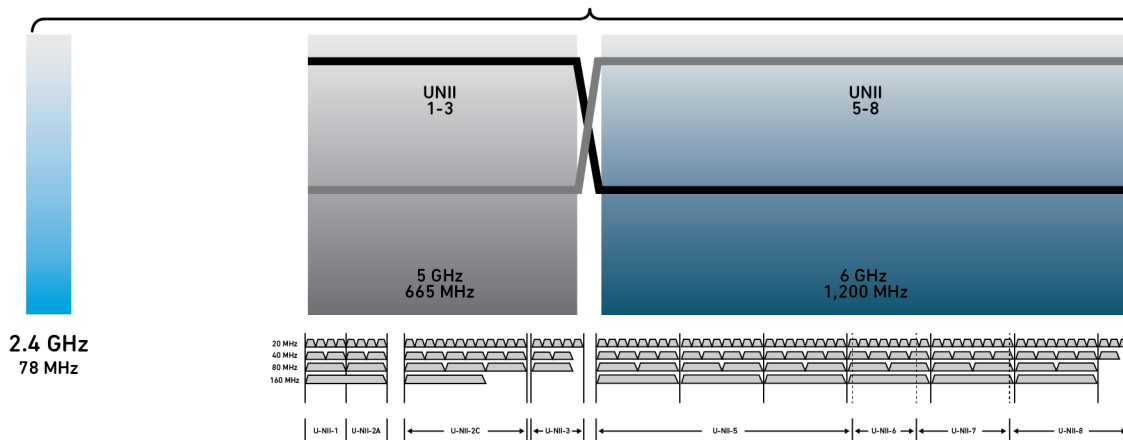 UNII
1-3
UNII
5-8
5 GHz
665 MHz
6 GHz
1,200 MHz
2.4 GHz
78 MHz
20 MHz
40 MHz
80 MHz
160 MHz
U-NII-1 U-NII-2A U-NII-2C U-NII-3 U-NII-5 U-NII-6 U-NII-7 U-NII-8